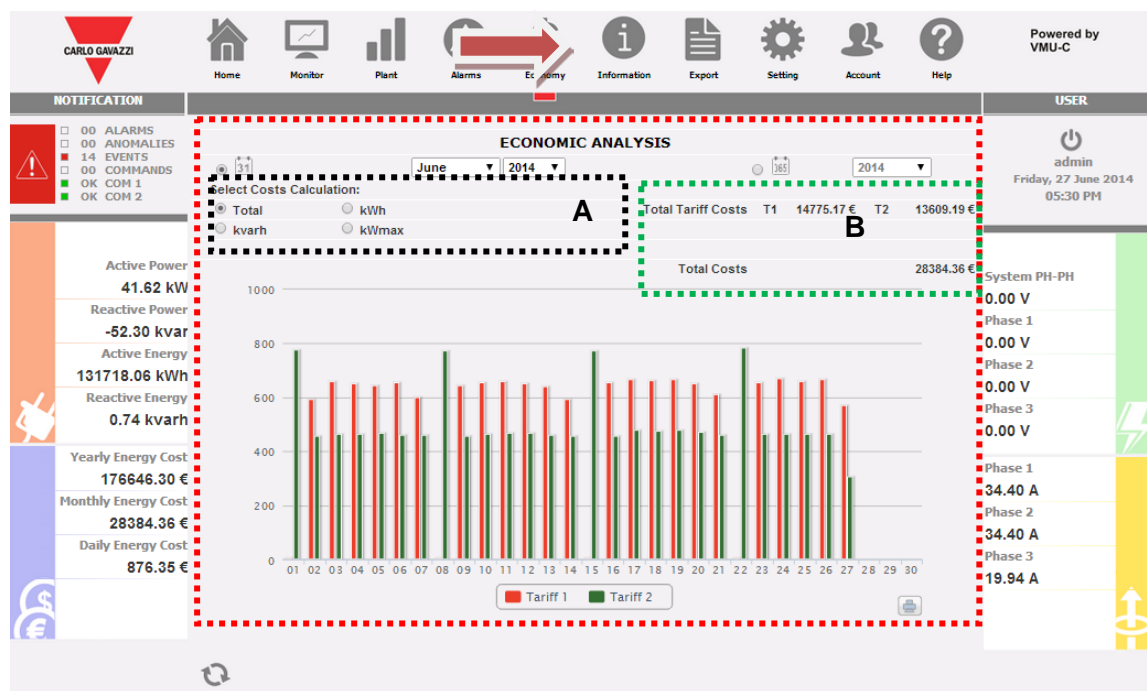 CARLO GAVAZZI
Home
Monitor
Plant
Alarms
Economy
Information
Export
Setting
Account
Help
Powered by
VMU-C
NOTIFICATION
USER
00 ALARMS
00 ANOMALIES
14 EVENTS
00 COMMANDS
OK COM 1
OK COM 2
ECONOMIC ANALYSIS
31
June
2014
365
2014
Select Costs Calculation:
Total
kWh
kvarh
kWmax
A
Total Tariff Costs T1 14775.17 € T2 13609.19 €
B
Total Costs 28384.36 €
admin
Friday, 27 June 2014
05:30 PM
Active Power
41.62 kW
Reactive Power
-52.30 kvar
Active Energy
131718.06 kWh
Reactive Energy
0.74 kvarh
Yearly Energy Cost
176646.30 €
Monthly Energy Cost
28384.36 €
Daily Energy Cost
876.35 €
1000
800
600
400
200
0
01 02 03 04 05 06 07 08 09 10 11 12 13 14 15 16 17 18 19 20 21 22 23 24 25 26 27 28 29 30
Tariff 1
Tariff 2
System PH-PH
0.00 V
Phase 1
0.00 V
Phase 2
0.00 V
Phase 3
0.00 V
Phase 1
34.40 A
Phase 2
34.40 A
Phase 3
19.94 A